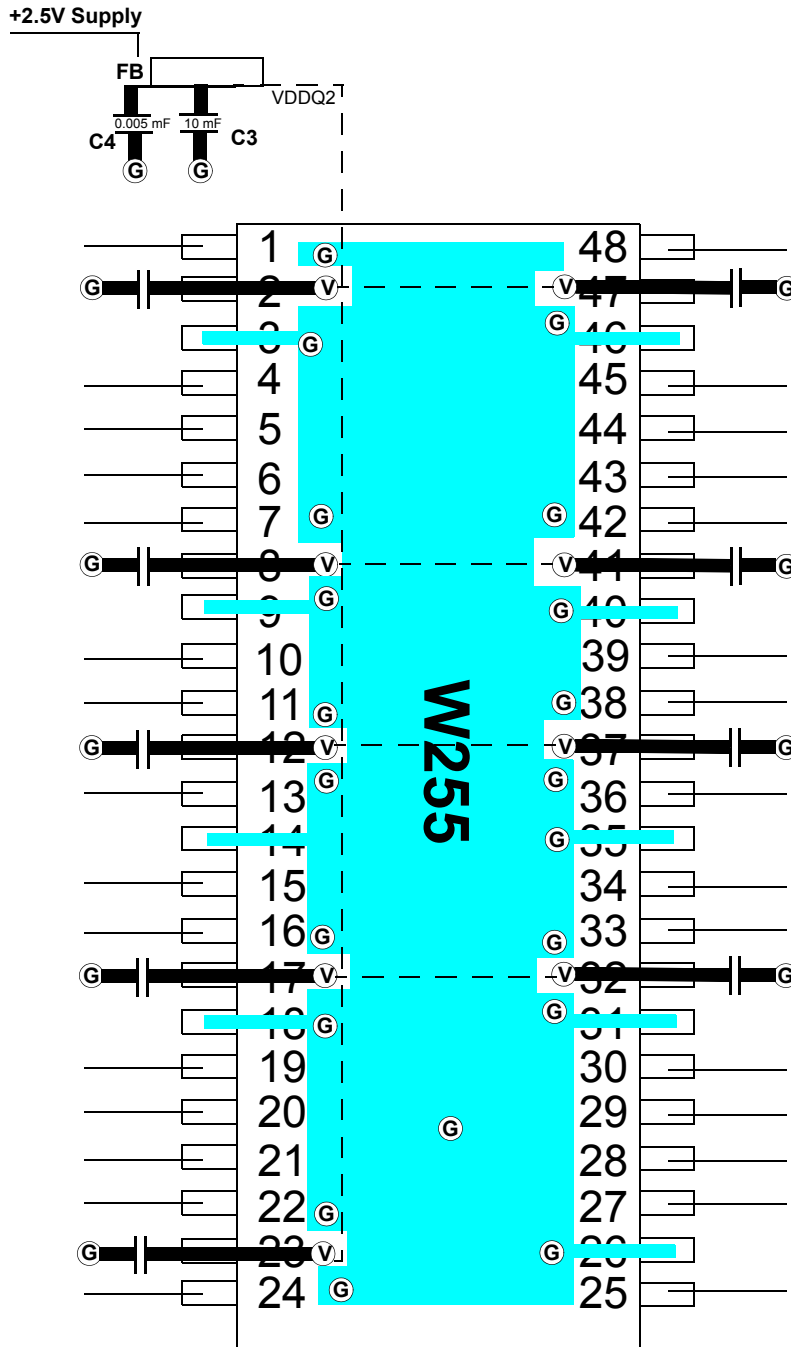 +2.5V Supply
FB
VDDQ2
0.005 mF
10 mF
C4
C3
G
G
1
G
48
G
2
V
V
47
G
3
G
G
46
4
45
5
44
6
43
7
G
G
42
G
8
V
V
41
G
9
G
G
40
10
39
11
G
G
38
G
12
V
V
37
G
13
G
G
36
14
G
35
15
34
16
G
G
33
G
17
V
V
32
G
18
G
G
31
19
30
20
29
G
21
28
22
G
27
G
23
V
G
26
24
G
25
W255